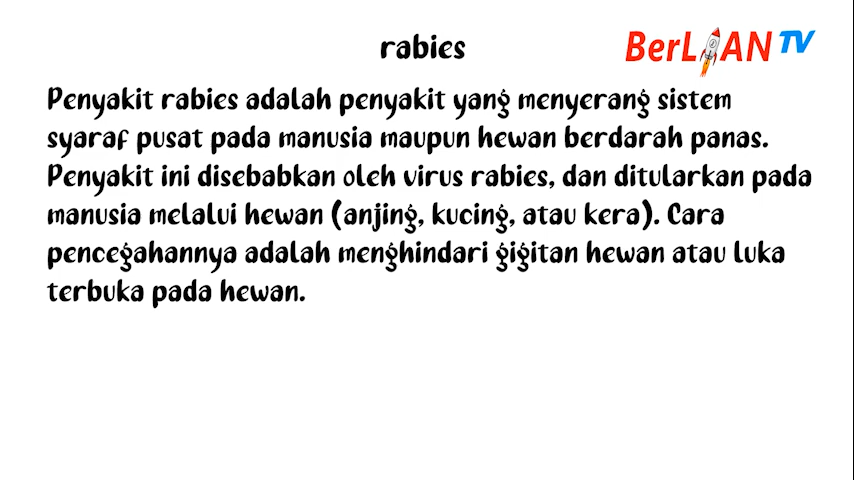 rabies
BerLIAN TV
Penyakit rabies adalah penyakit yang menyerang sistem
syaraf pusat pada manusia maupun hewan berdarah panas.
Penyakit ini disebabkan oleh virus rabies, dan ditularkan pada
manusia melalui hewan (anjing, kucing, atau kera). Cara
pencegahannya adalah menghindari gigitan hewan atau luka
terbuka pada hewan.